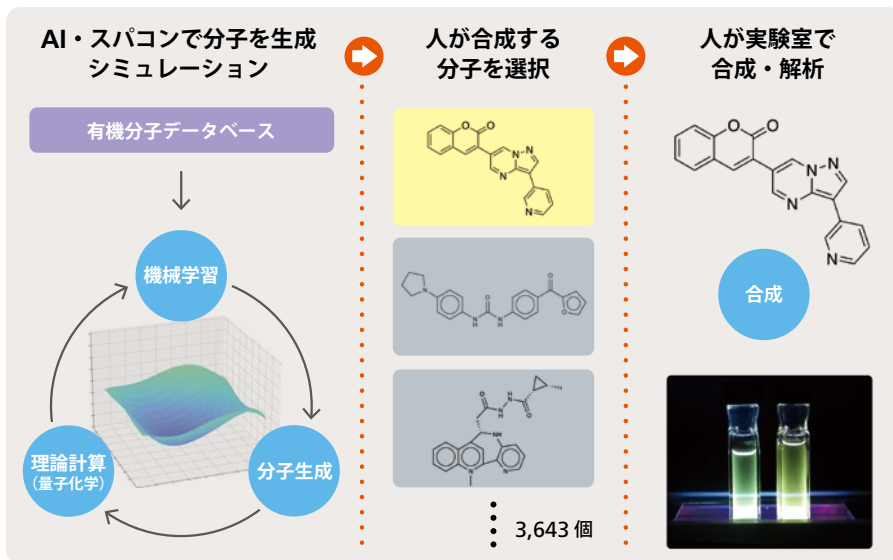 AI・スパコンで分子を生成
シミュレーション
人が合成する
分子を選択
人が実験室で
合成・解析
有機分子データベース
機械学習
理論計算
(量子化学)
分子生成
O
O
N
N
N
N
N
O
N
H
N
H
O
O
O
H
N
N
H
O
NH
N
N
3,643 個
O
O
N
N
N
N
合成